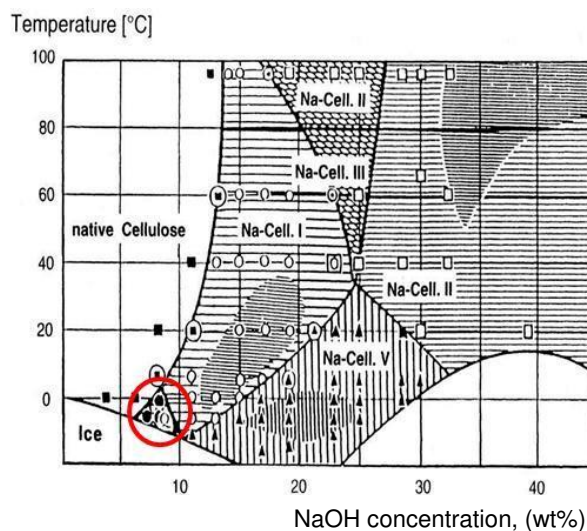 Temperature [°C]
100
80
60
40
20
0
Na-Cell. II
Na-Cell. III
native Cellulose
Na-Cell. I
Na-Cell. II
Na-Cell. V
Ice
10
20
30
40
NaOH concentration, (wt%)